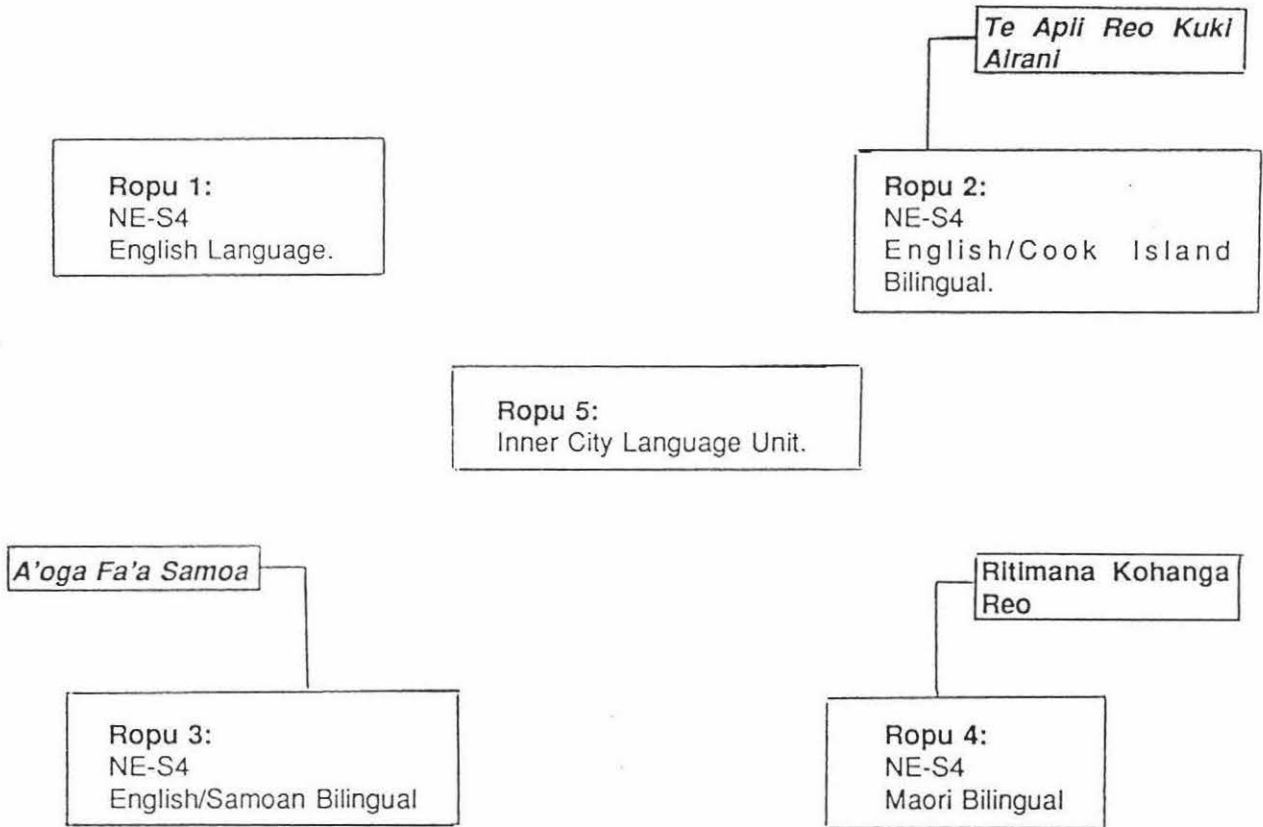 Te Apii Reo Kuki
Airani
Ropu 1:
NE-S4
English Language.
Ropu 2:
NE-S4
English/Cook Island
Bilingual.
Ropu 5:
Inner City Language Unit.
A'oga Fa'a Samoa
Ritimana Kohanga
Reo
Ropu 3:
NE-S4
English/Samoan Bilingual
Ropu 4:
NE-S4
Maori Bilingual